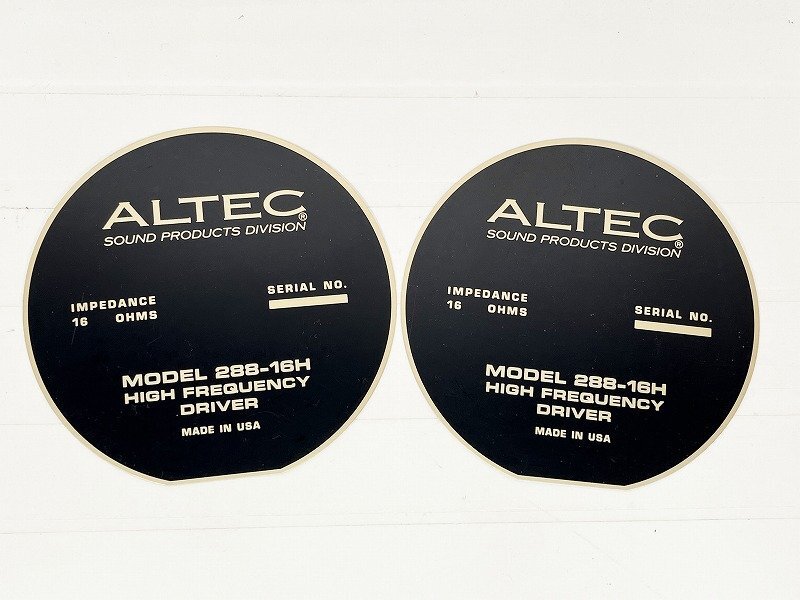 ALTEC®
SOUND PRODUCTS DIVISION
IMPEDANCE
16 OHMS
SERIAL NO.
MODEL 288-16H
HIGH FREQUENCY
DRIVER
MADE IN USA
ALTEC®
SOUND PRODUCTS DIVISION
IMPEDANCE
16 OHMS
SERIAL NO.
MODEL 288-16H
HIGH FREQUENCY
DRIVER
MADE IN USA